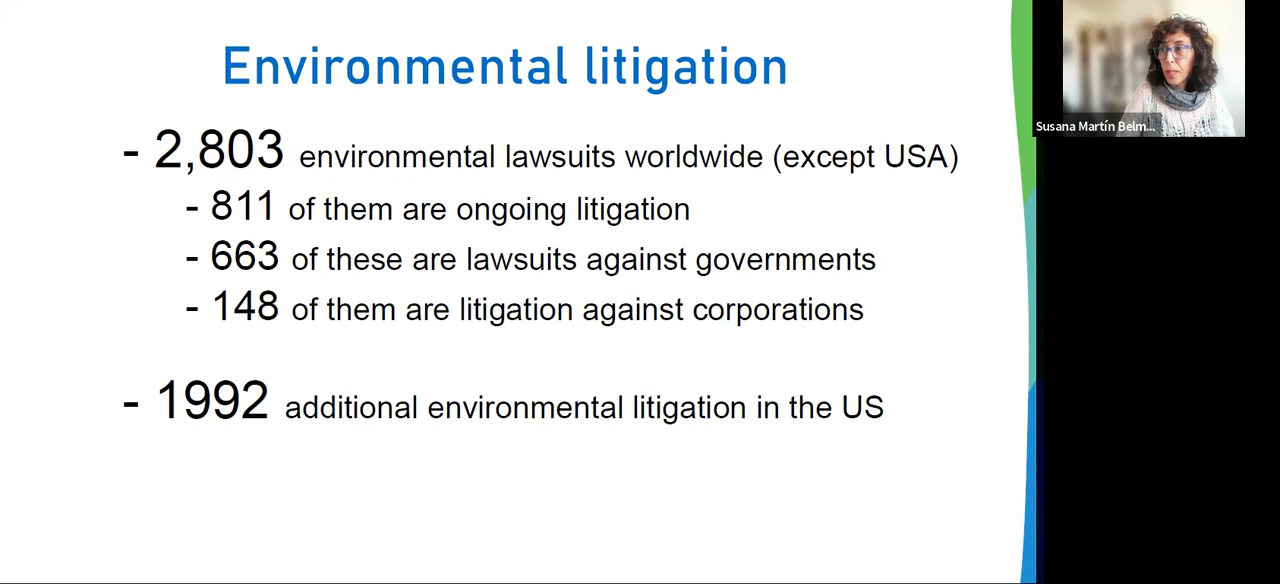 Environmental litigation
- 2,803 environmental lawsuits worldwide (except USA)
- 811 of them are ongoing litigation
- 663 of these are lawsuits against governments
- 148 of them are litigation against corporations
- 1992 additional environmental litigation in the US
Susana Martín Belm...